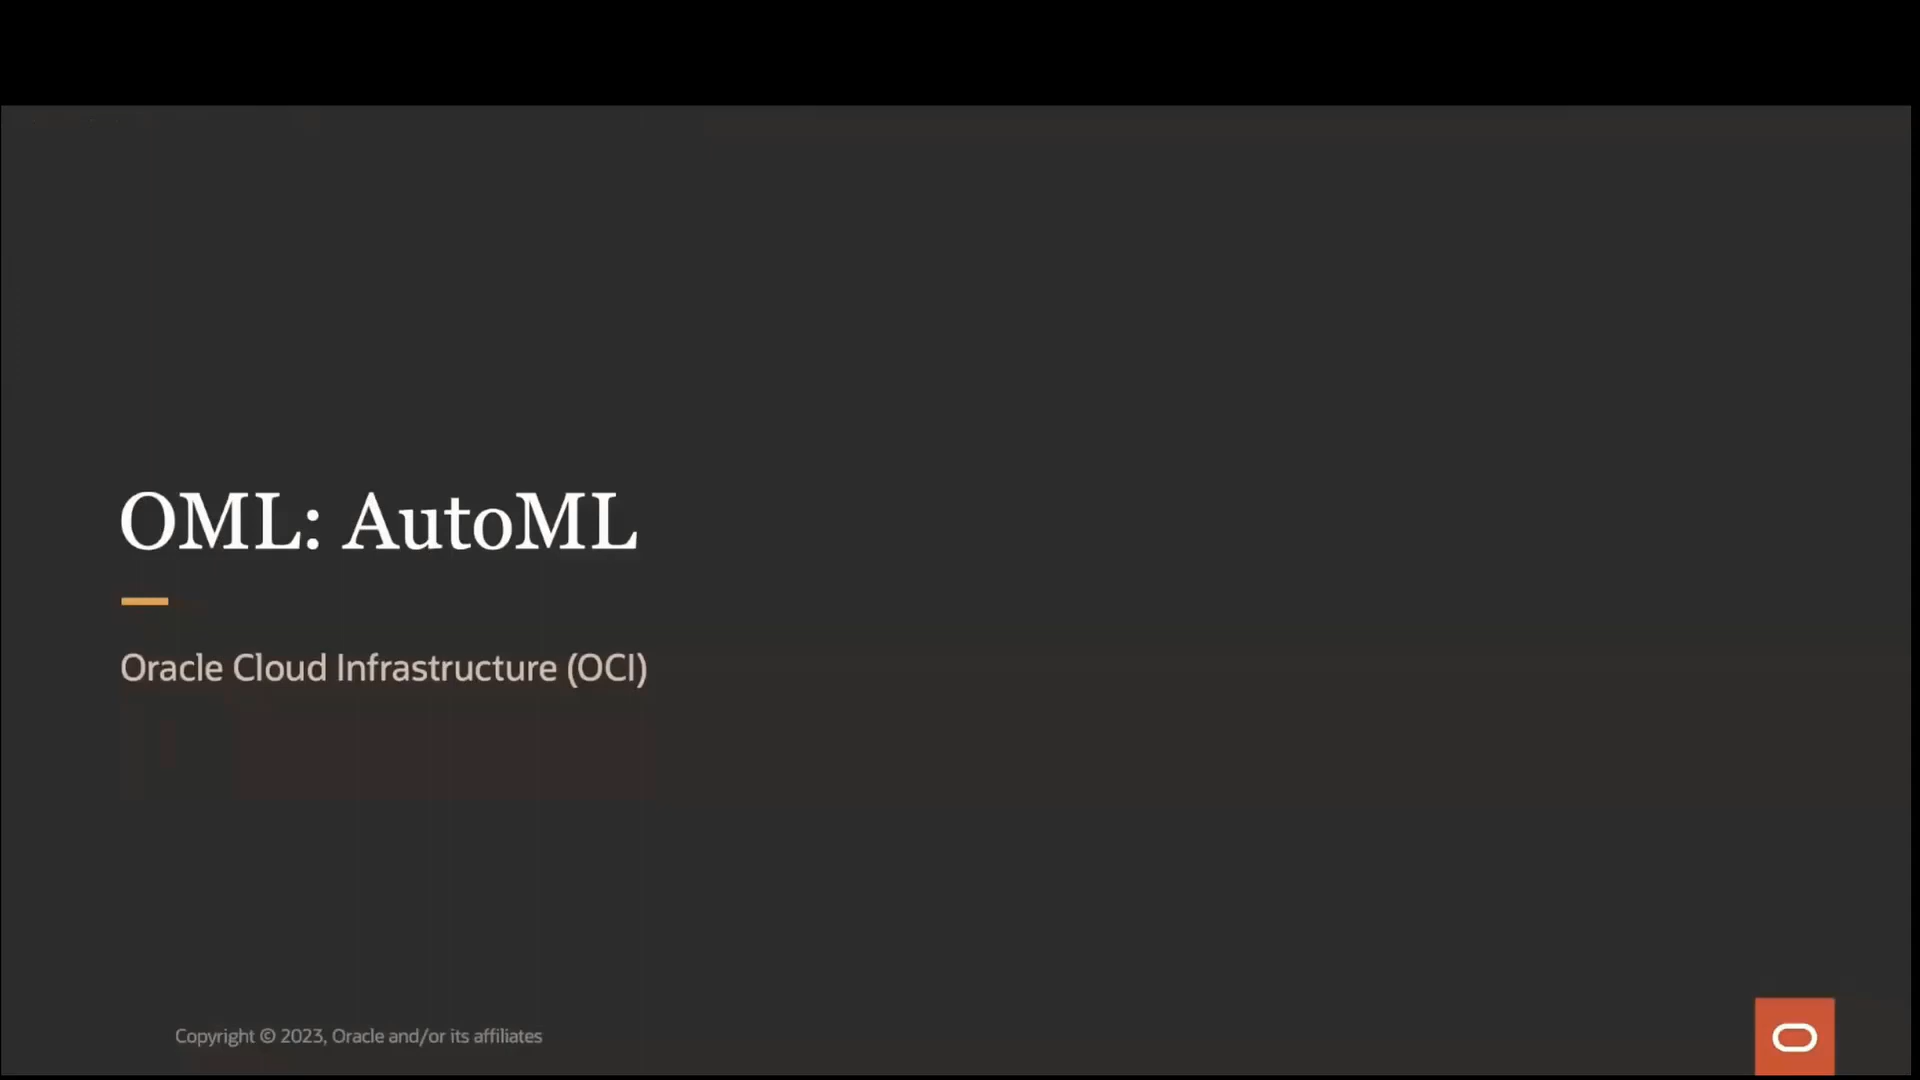 OML: AutoML
Oracle Cloud Infrastructure (OCI)
Copyright © 2023, Oracle and/or its affiliates